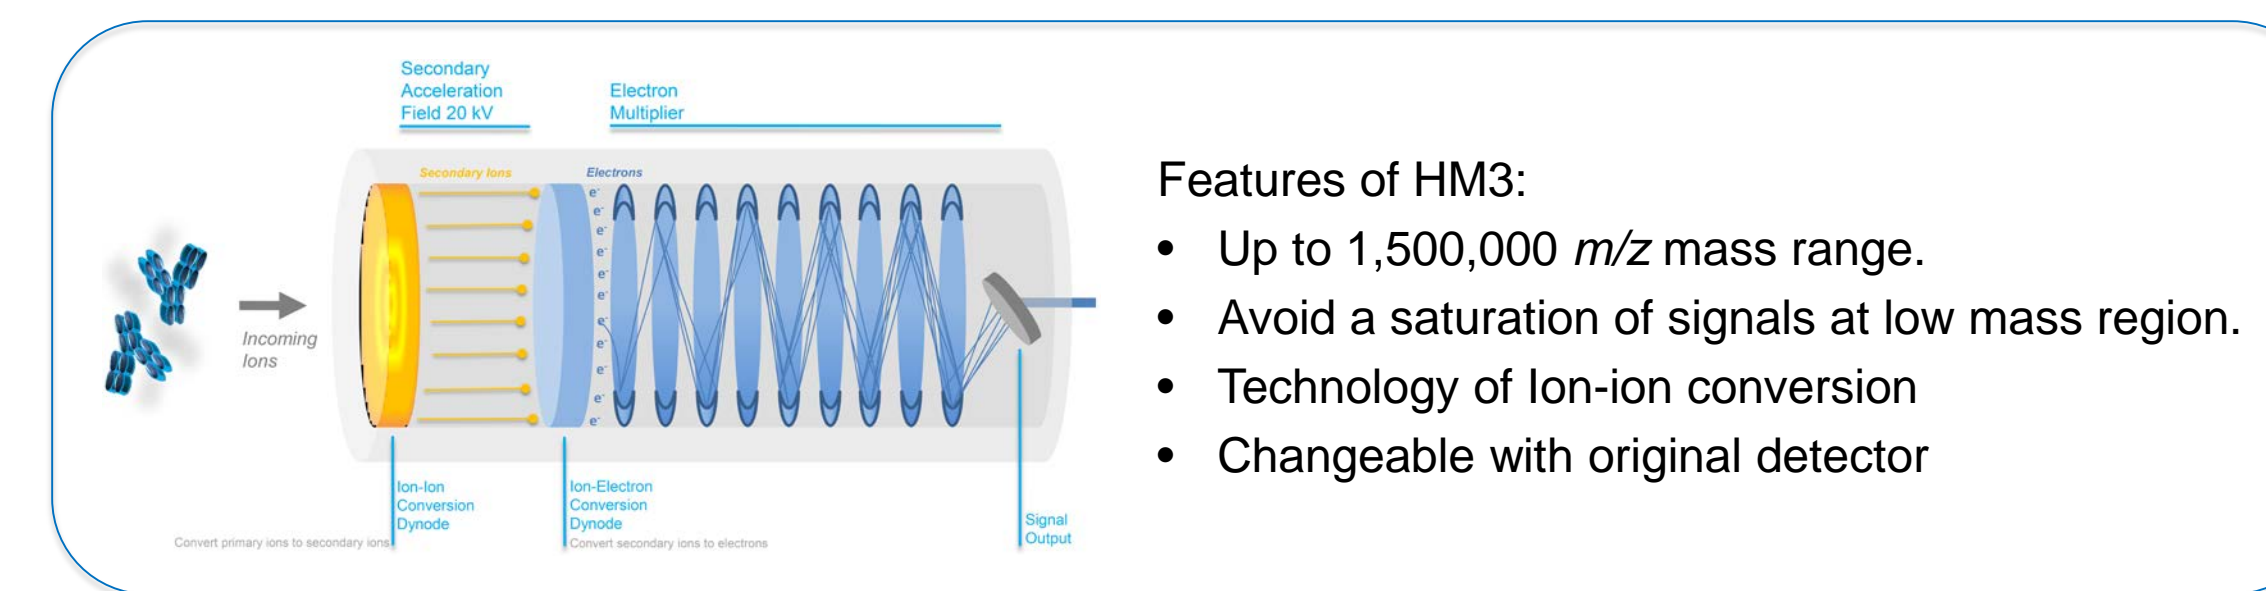 Secondary
Acceleration
Field 20 kV
Electron
Multiplier
Secondary Ions
Electrons
e-
e-
e-
e-
e-
e-
e-
e-
e-
e-
e-
Incoming
Ions
Ion-Ion
Conversion
Dynode
Convert primary ions to secondary ions
Ion-Electron
Conversion
Dynode
Convert secondary ions to electrons
Signal
Output
Features of HM3:
• Up to 1,500,000 m/z mass range.
• Avoid a saturation of signals at low mass region.
• Technology of Ion-ion conversion
• Changeable with original detector